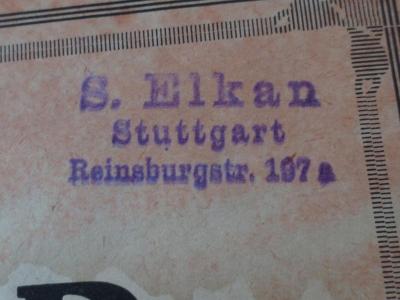 S. Elkan
Stuttgart
Reinsburgstr. 197 a